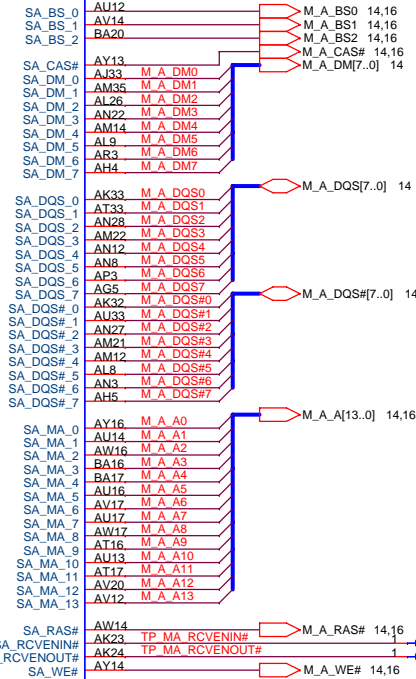 SA_BS_0 AU12 M_A_BS0 14,16
SA_BS_1 AV14 M_A_BS1 14,16
SA_BS_2 BA20 M_A_BS2 14,16
SA_CAS# AY13 M_A_CAS# 14,16
SA_DM_0 AJ33 M_A_DM0 M_A_DM[7..0] 14
SA_DM_1 AM35 M_A_DM1
SA_DM_2 AL26 M_A_DM2
SA_DM_3 AN22 M_A_DM3
SA_DM_4 AM14 M_A_DM4
SA_DM_5 AL9 M_A_DM5
SA_DM_6 AR3 M_A_DM6
SA_DM_7 AH4 M_A_DM7
SA_DQS_0 AK33 M_A_DQS0 M_A_DQS[7..0] 14
SA_DQS_1 AT33 M_A_DQS1
SA_DQS_2 AN28 M_A_DQS2
SA_DQS_3 AM22 M_A_DQS3
SA_DQS_4 AN12 M_A_DQS4
SA_DQS_5 AN8 M_A_DQS5
SA_DQS_6 AP3 M_A_DQS6
SA_DQS_7 AG5 M_A_DQS7
SA_DQS#_0 AK32 M_A_DQS#0 M_A_DQS#[7..0] 14
SA_DQS#_1 AU33 M_A_DQS#1
SA_DQS#_2 AN27 M_A_DQS#2
SA_DQS#_3 AM21 M_A_DQS#3
SA_DQS#_4 AM12 M_A_DQS#4
SA_DQS#_5 AL8 M_A_DQS#5
SA_DQS#_6 AN3 M_A_DQS#6
SA_DQS#_7 AH5 M_A_DQS#7
SA_MA_0 AY16 M_A_A0 M_A_A[13..0] 14,16
SA_MA_1 AU14 M_A_A1
SA_MA_2 AW16 M_A_A2
SA_MA_3 BA16 M_A_A3
SA_MA_4 BA17 M_A_A4
SA_MA_5 AU16 M_A_A5
SA_MA_6 AV17 M_A_A6
SA_MA_7 AU17 M_A_A7
SA_MA_8 AW17 M_A_A8
SA_MA_9 AT16 M_A_A9
SA_MA_10 AU13 M_A_A10
SA_MA_11 AT17 M_A_A11
SA_MA_12 AV20 M_A_A12
SA_MA_13 AV12 M_A_A13
SA_RAS# AW14 M_A_RAS# 14,16
SA_RCVENIN# AK23 TP_MA_RCVENIN# 1
RCVENOUT# AK24 TP_MA_RCVENOUT# 1
SA_WE# AY14 M_A_WE# 14,16